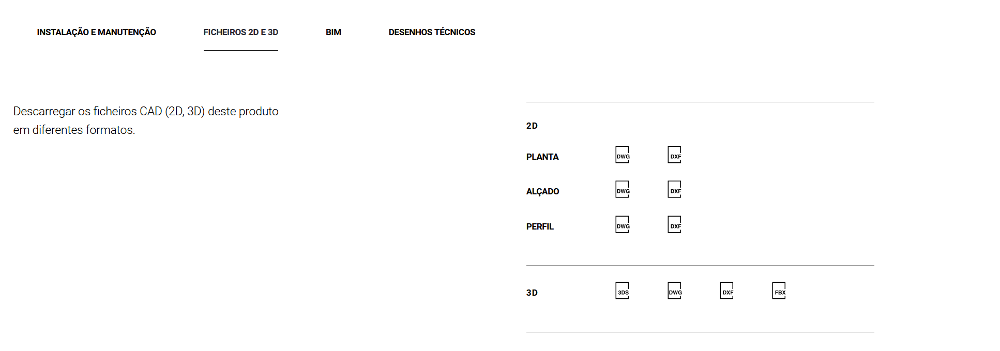 INSTALAÇÃO E MANUTENÇÃO FICHEIROS 2D E 3D BIM DESENHOS TÉCNICOS
Descarregar os ficheiros CAD (2D, 3D) deste produto
em diferentes formatos.
2D
PLANTA DWG DXF
ALÇADO DWG DXF
PERFIL DWG DXF
3D 3DS DWG DXF FBX